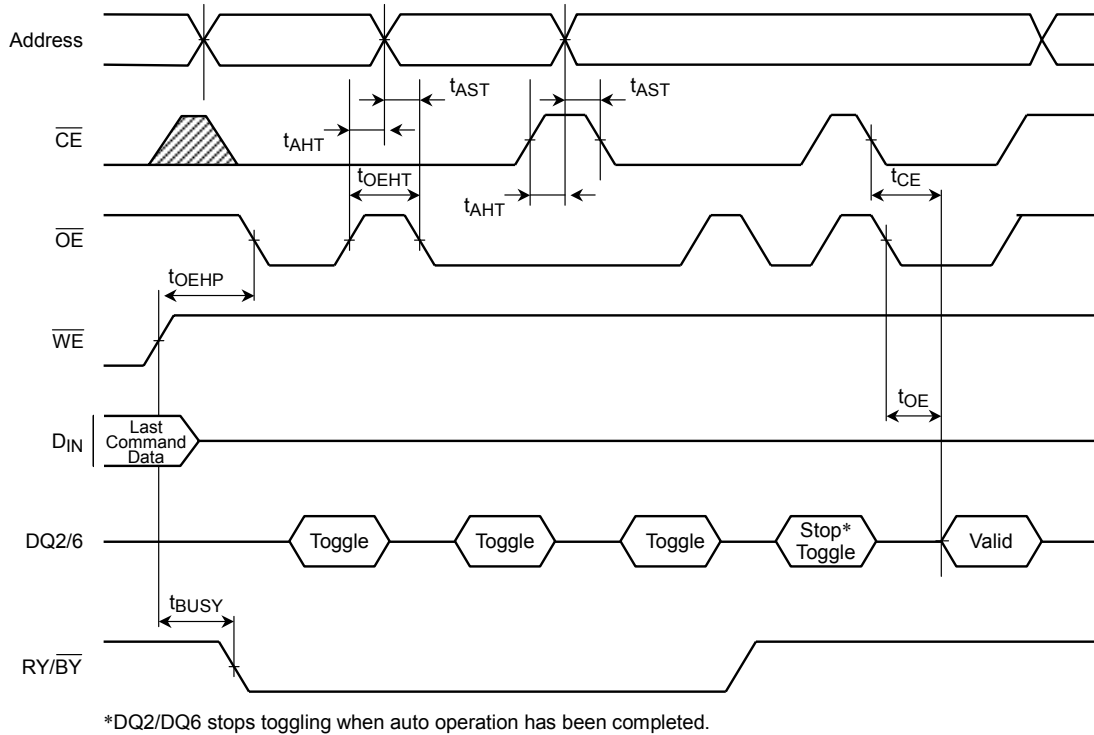 Address
tAST
tAST
CE
tAHT
tCE
tOEHT
tAHT
OE
tOEHP
WE
tOE
DIN
Last
Command
Data
DQ2/6
Toggle
Toggle
Toggle
Stop*
Toggle
Valid
tBUSY
RY/BY
*DQ2/DQ6 stops toggling when auto operation has been completed.